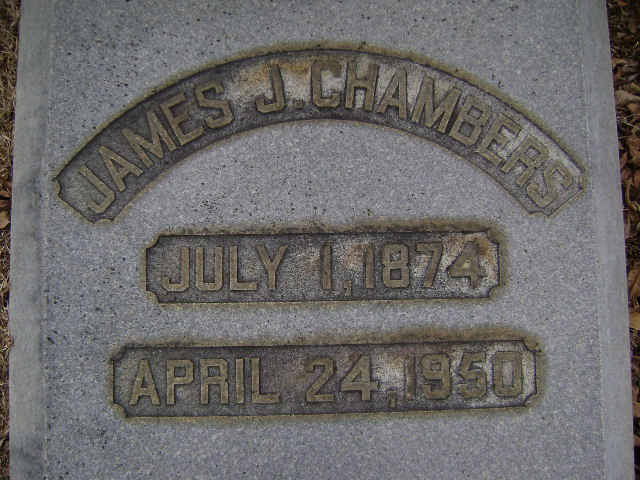 JAMES J. CHAMBERS
JULY 1, 1874
APRIL 24, 1950